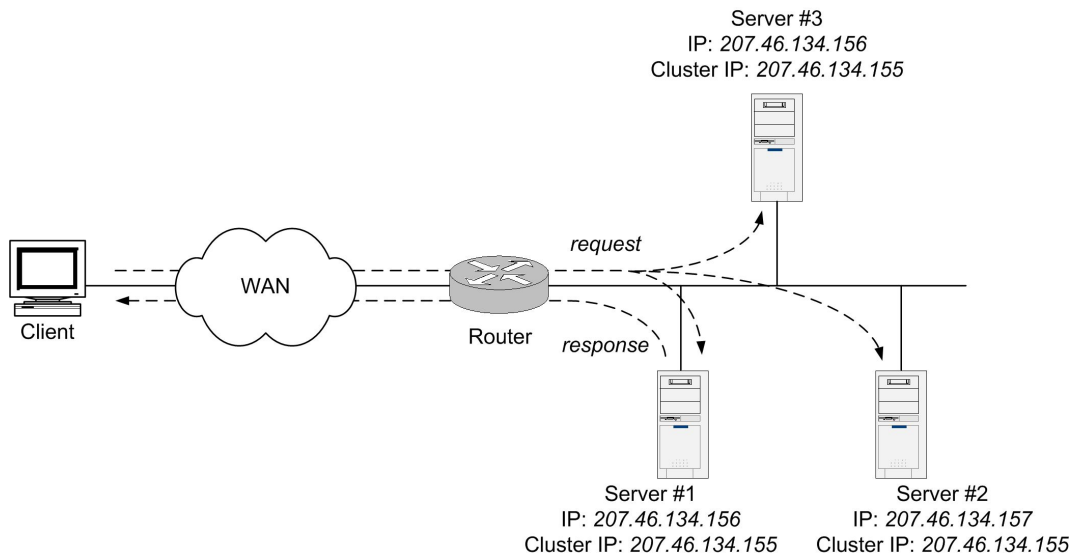 Server #3
IP: 207.46.134.156
Cluster IP: 207.46.134.155
request
WAN
Client
Router
response
Server #1
IP: 207.46.134.156
Cluster IP: 207.46.134.155
Server #2
IP: 207.46.134.157
Cluster IP: 207.46.134.155